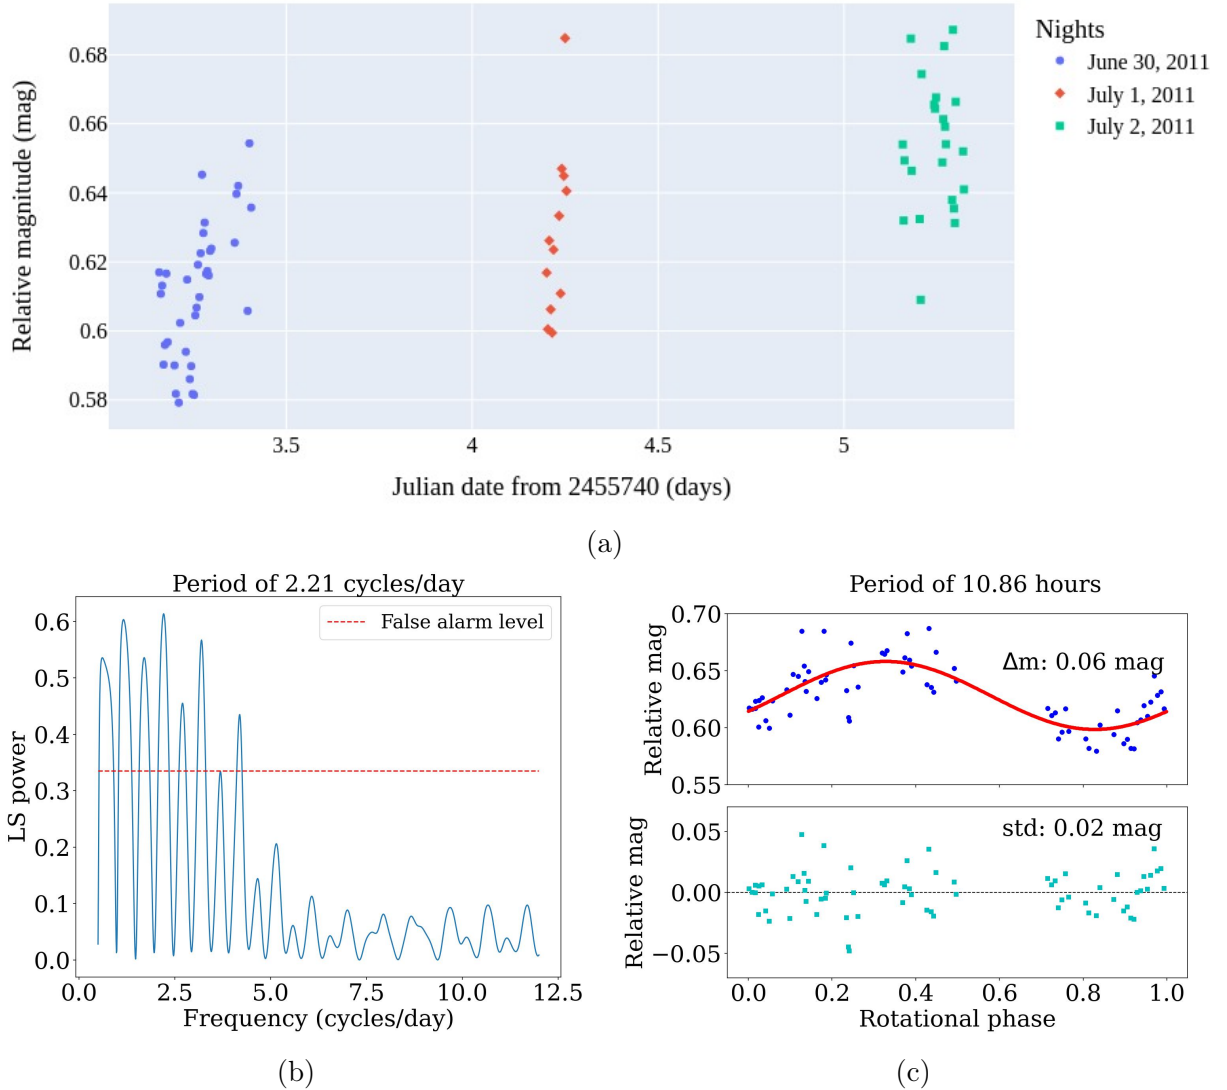 Nights
June 30, 2011
July 1, 2011
July 2, 2011
Relative magnitude (mag)
0.68
0.66
0.64
0.62
0.6
0.58
3.5 4 4.5 5
Julian date from 2455740 (days)
(a)
Period of 2.21 cycles/day
False alarm level
LS power
0.6
0.5
0.4
0.3
0.2
0.1
0.0
0.0 2.5 5.0 7.5 10.0 12.5
Frequency (cycles/day)
(b)
Period of 10.86 hours
Relative mag
0.70
0.65
0.60
0.55
Δm: 0.06 mag
Relative mag
0.05
0.00
−0.05
std: 0.02 mag
0.0 0.2 0.4 0.6 0.8 1.0
Rotational phase
(c)